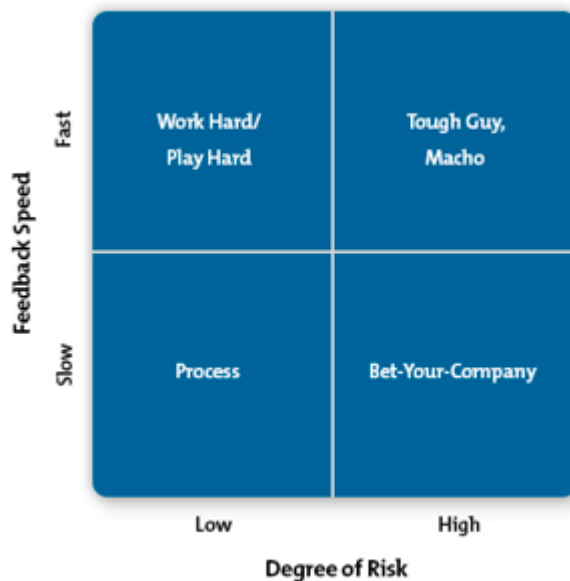 Feedback Speed
Fast
Work Hard/
Play Hard
Tough Guy,
Macho
Slow
Process
Bet-Your-Company
Low
High
Degree of Risk